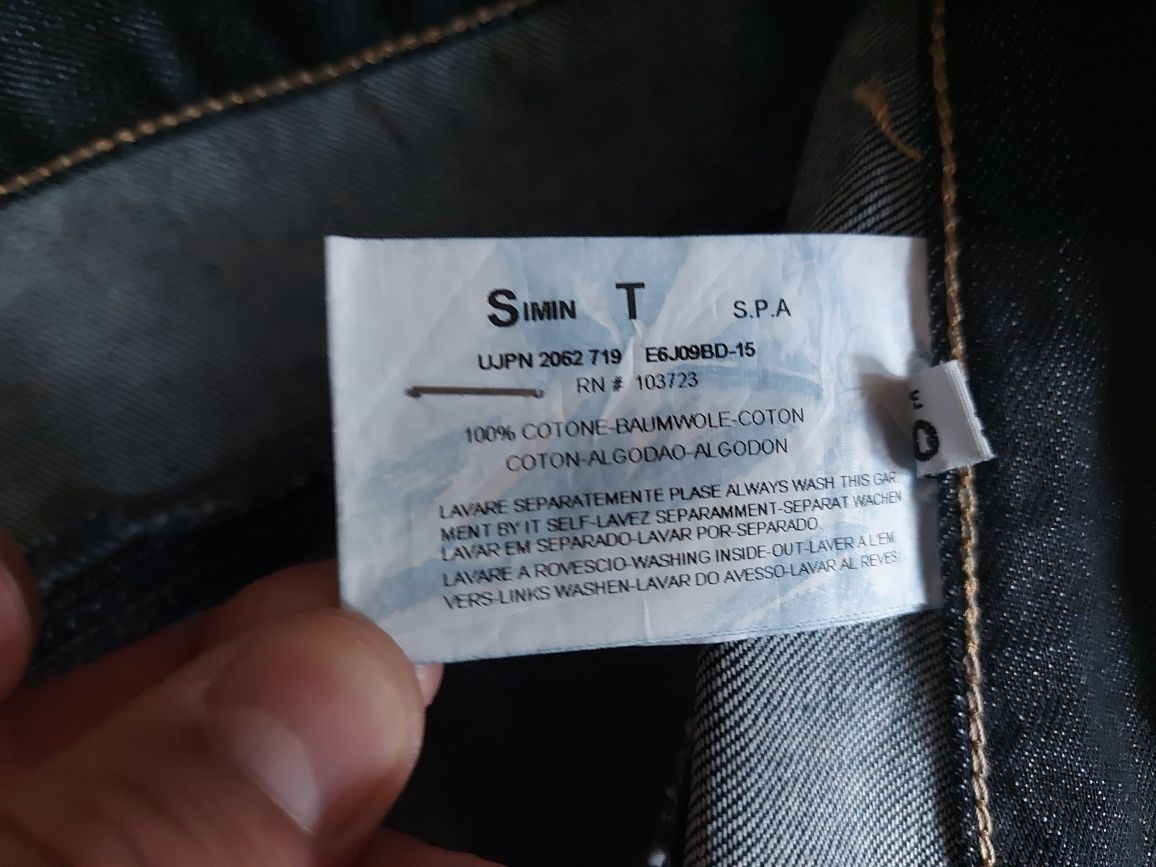 SIMIN T S.P.A
UJPN 2062 719 E6J09BD-15
RN # 103723
100% COTONE-BAUMWOLE-COTON
COTON-ALGODAO-ALGODON
LAVARE SEPARATEMENTE PLASE ALWAYS WASH THIS GAR.
MENT BY IT SELF-LAVEZ SEPARAMMENT-SEPARAT WACHEN
LAVAR EM SEPARADO-LAVAR POR-SEPARADO.
LAVARE A ROVESCIO-WASHING INSIDE-OUT-LAVER A L'EM
VERS-LINKS WASHEN-LAVAR DO AVESSO-LAVAR AL REVES